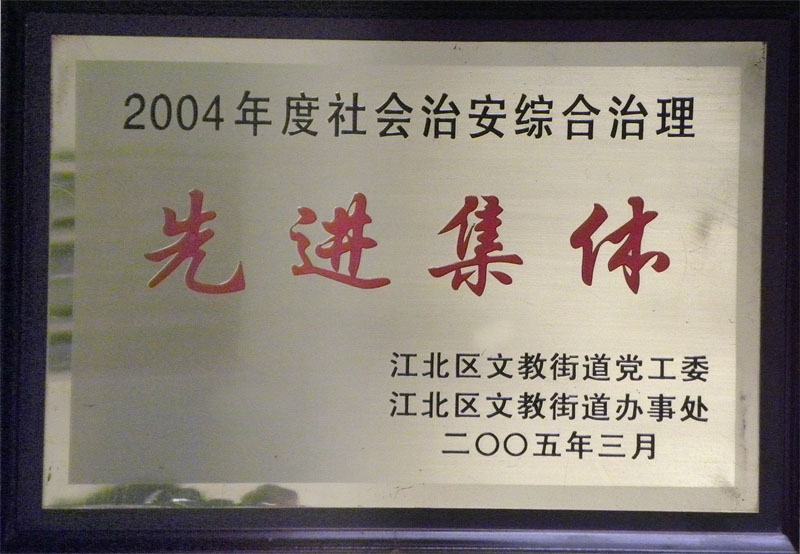 2004年度社会治安综合治理
先进集体
江北区文教街道党工委
江北区文教街道办事处
二〇〇五年三月